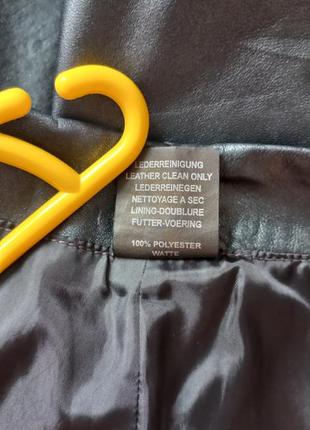 LEDERREINIGUNG
LEATHER CLEAN ONLY
LEDERREINEGEN
NETTOYAGE A SEC
LINING-DOUBLURE
FUTTER-VOERING
100% POLYESTER
WATTE